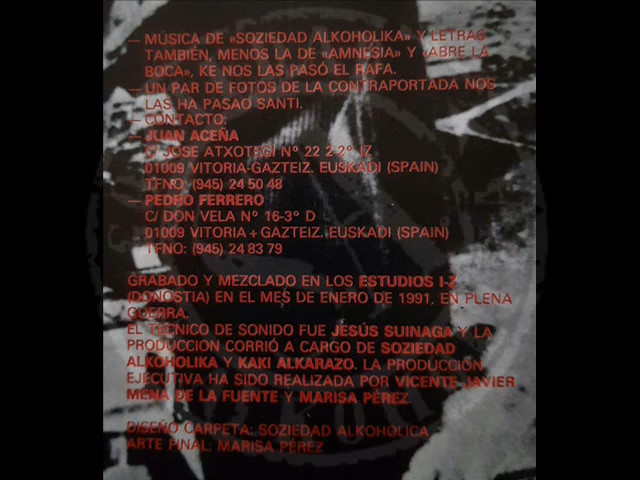 — MÚSICA DE «SOZIEDAD ALKOHOLIKA» Y LETRAS
TAMBIÉN, MENOS LA DE «AMNESIA» Y «ABRE LA
BOCA», KE NOS LAS PASÓ EL RAFA.
— UN PAR DE FOTOS DE LA CONTRAPORTADA NOS
LAS HA PASAO SANTI.
— CONTACTO:
— JUAN ACEÑA
C/ JOSE ATXOTEGI Nº 22 2-2º IZ.
01009 VITORIA-GAZTEIZ. EUSKADI (SPAIN)
TFNO: (945) 24 50 48
— PEDRO FERRERO
C/ DON VELA Nº 16-3º D
01009 VITORIA + GAZTEIZ. EUSKADI (SPAIN)
TFNO: (945) 24 83 79
GRABADO Y MEZCLADO EN LOS ESTUDIOS I-Z
(DONOSTIA) EN EL MES DE ENERO DE 1991, EN PLENA
GUERRA.
EL TECNICO DE SONIDO FUE JESÚS SUINAGA Y LA
PRODUCCION CORRIÓ A CARGO DE SOZIEDAD
ALKOHOLIKA Y KAKI ALKARAZO. LA PRODUCCIÓN
EJECUTIVA HA SIDO REALIZADA POR VICENTE JAVIER
MENA DE LA FUENTE Y MARISA PÉREZ.
DISEÑO CARPETA: SOZIEDAD ALKOHOLICA
ARTE FINAL: MARISA PÉREZ